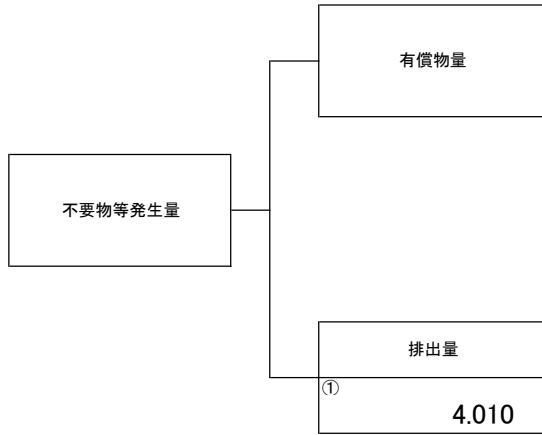 有償物量
不要物等発生量
排出量
①
4.010